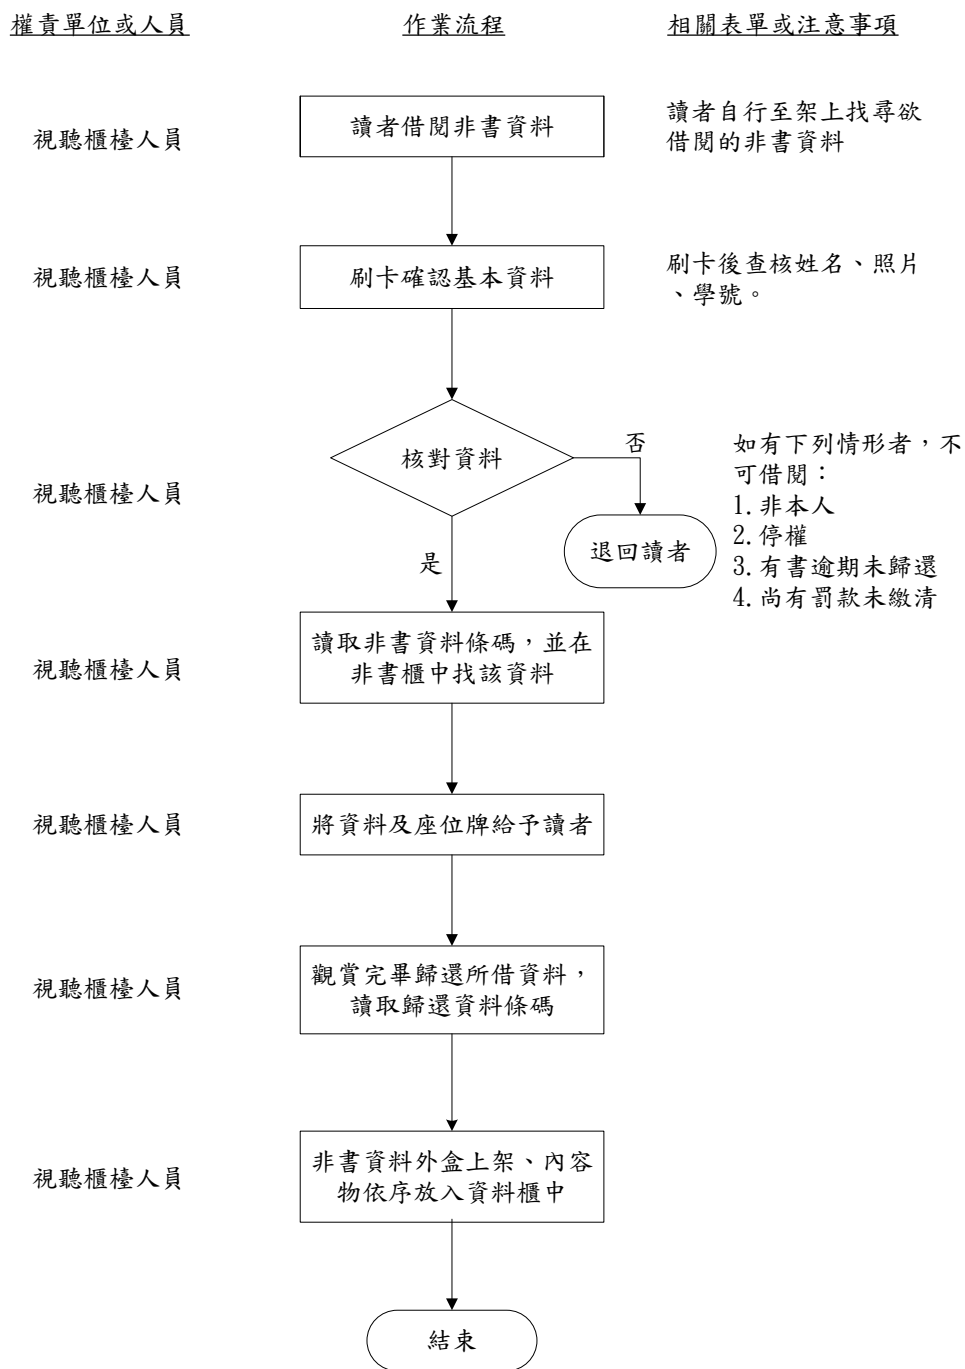 權責單位或人員
作業流程
相關表單或注意事項
視聽櫃檯人員
讀者借閱非書資料
讀者自行至架上找尋欲
借閱的非書資料
視聽櫃檯人員
刷卡確認基本資料
刷卡後查核姓名、照片
、學號。
視聽櫃檯人員
核對資料
否
是
退回讀者
如有下列情形者，不
可借閱：
1.非本人
2.停權
3.有書逾期未歸還
4.尚有罰款未繳清
視聽櫃檯人員
讀取非書資料條碼，並在
非書櫃中找該資料
視聽櫃檯人員
將資料及座位牌給予讀者
視聽櫃檯人員
觀賞完畢歸還所借資料，
讀取歸還資料條碼
視聽櫃檯人員
非書資料外盒上架、內容
物依序放入資料櫃中
結束